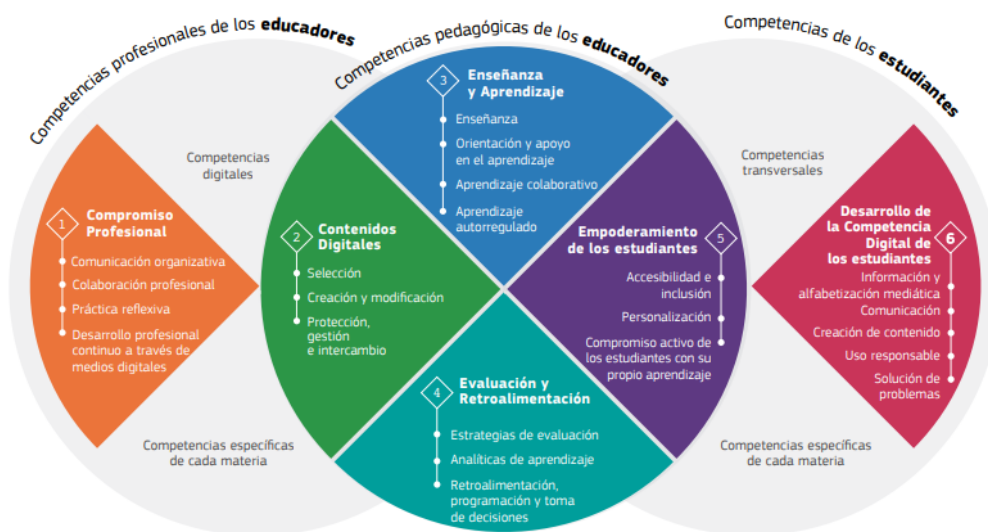 Competencias profesionales de los educadores
Competencias pedagógicas de los educadores
Competencias de los estudiantes
Competencias
digitales
Competencias
transversales
1
Compromiso
Profesional
Comunicación organizativa
Colaboración profesional
Práctica reflexiva
Desarrollo profesional
continuo a través de
medios digitales
2
Contenidos
Digitales
Selección
Creación y modificación
Protección,
gestión
e intercambio
3
Enseñanza
y Aprendizaje
Enseñanza
Orientación y apoyo
en el aprendizaje
Aprendizaje colaborativo
Aprendizaje
autorregulado
4
Evaluación y
Retroalimentación
Estrategias de evaluación
Analíticas de aprendizaje
Retroalimentación,
programación y toma
de decisiones
5
Empoderamiento
de los estudiantes
Accesibilidad e
inclusión
Personalización
Compromiso activo de
los estudiantes con su
propio aprendizaje
6
Desarrollo de
la Competencia
Digital de
los estudiantes
Información y
alfabetización mediática
Comunicación
Creación de contenido
Uso responsable
Solución de
problemas
Competencias específicas
de cada materia
Competencias específicas
de cada materia